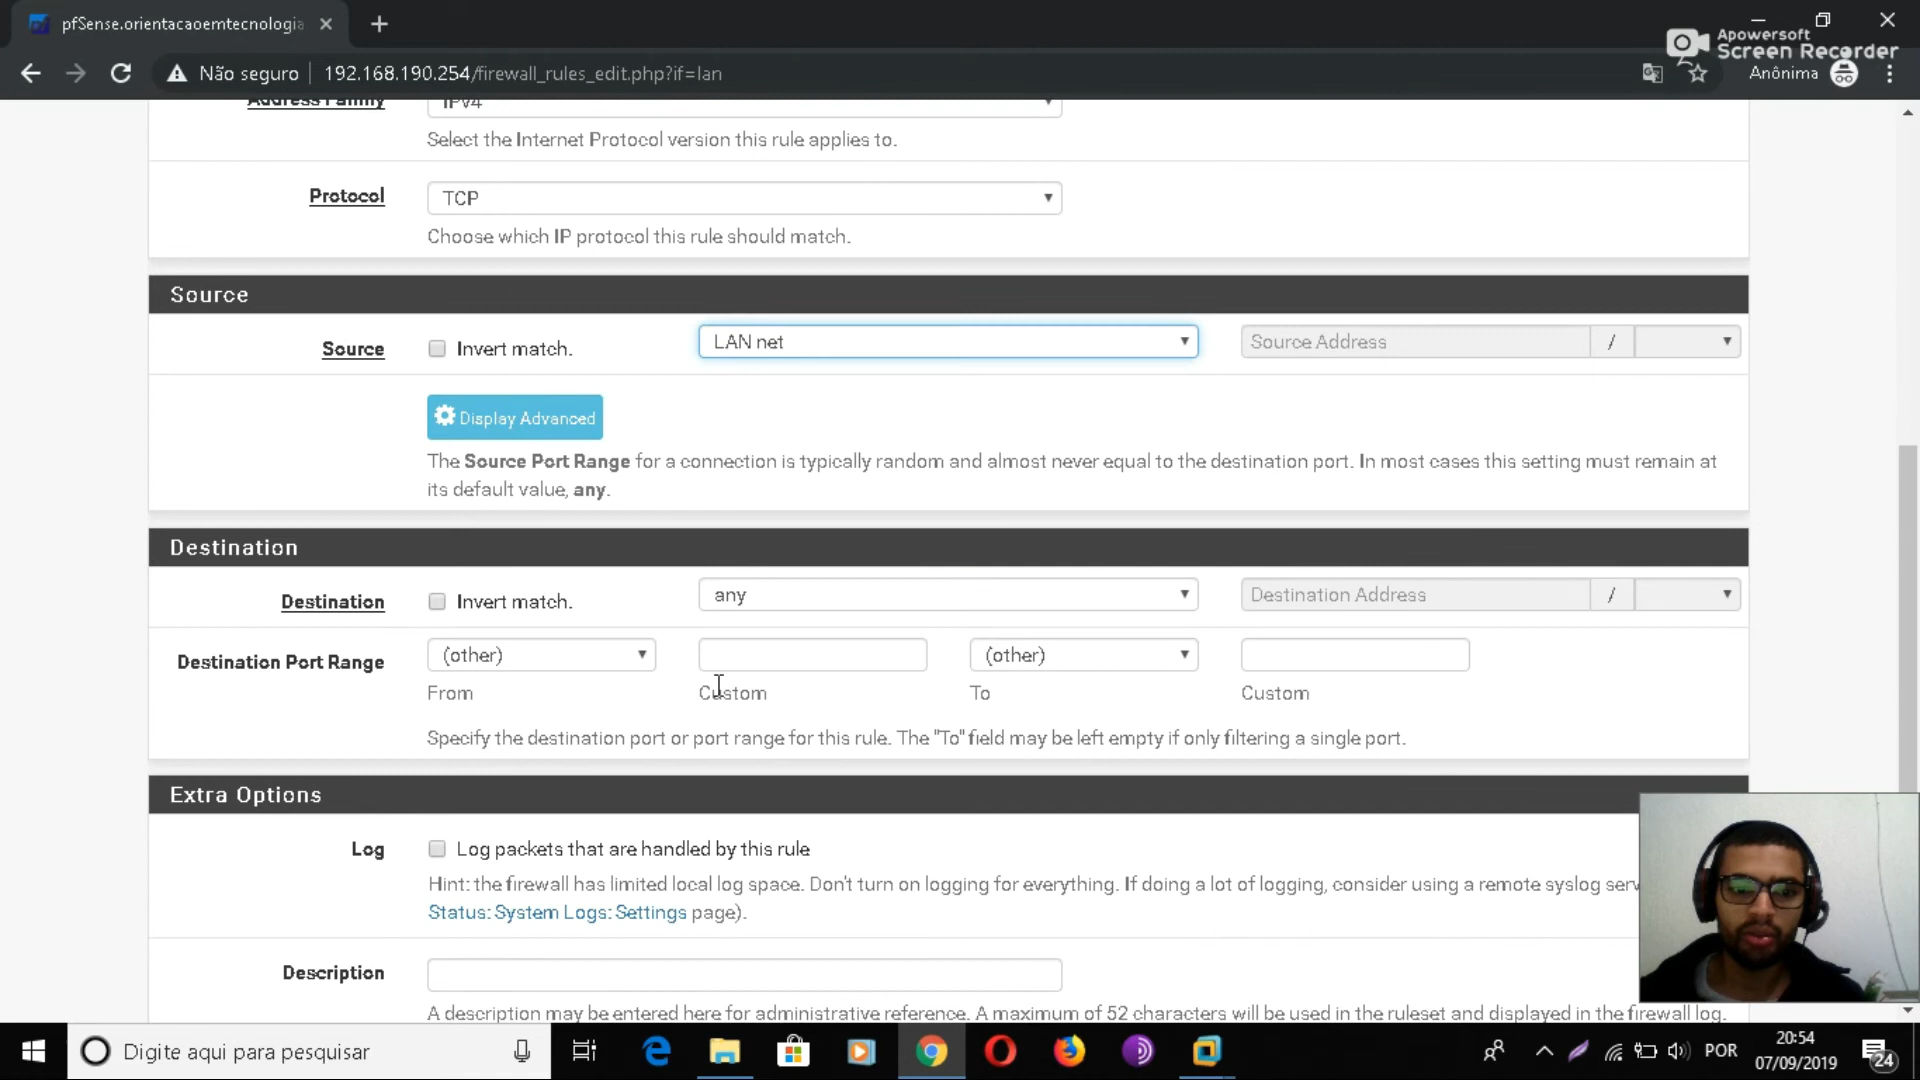 pfSense.orientacaoemtecnologia
Apowersoft
Screen Recorder
Não seguro
192.168.190.254/firewall_rules_edit.php?if=lan
Anônima
Address Family
IPv4
Select the Internet Protocol version this rule applies to.
Protocol
TCP
Choose which IP protocol this rule should match.
Source
Source
Invert match.
LAN net
Source Address
/
Display Advanced
The Source Port Range for a connection is typically random and almost never equal to the destination port. In most cases this setting must remain at
its default value, any.
Destination
Destination
Invert match.
any
Destination Address
/
Destination Port Range
(other)
(other)
From
Custom
To
Custom
Specify the destination port or port range for this rule. The "To" field may be left empty if only filtering a single port.
Extra Options
Log
Log packets that are handled by this rule
Hint: the firewall has limited local log space. Don't turn on logging for everything. If doing a lot of logging, consider using a remote syslog serv
Status: System Logs: Settings page).
Description
A description may be entered here for administrative reference. A maximum of 52 characters will be used in the ruleset and displayed in the firewall log.
Digite aqui para pesquisar
POR
20:54
07/09/2019
24